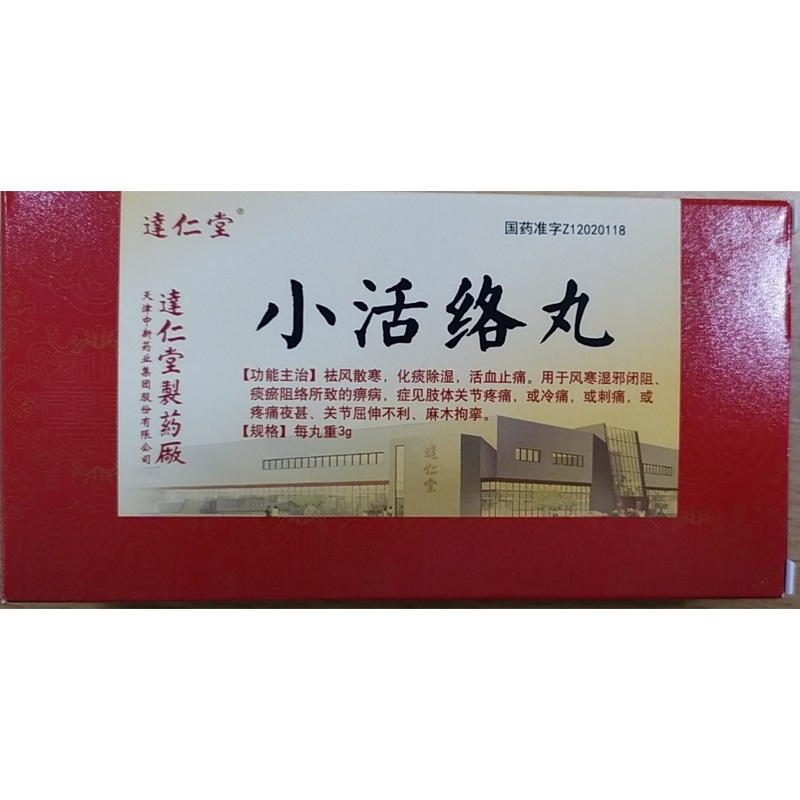 達仁堂®
国药准字Z12020118
小活络丸
達仁堂製药厰
天津中新药业集团股份有限公司
【功能主治】祛风散寒，化痰除湿，活血止痛。用于风寒湿邪闭阻、
痰瘀阻络所致的痹病，症见肢体关节疼痛，或冷痛，或刺痛，或
疼痛夜甚、关节屈伸不利、麻木拘挛。
【规格】每丸重3g
達仁堂